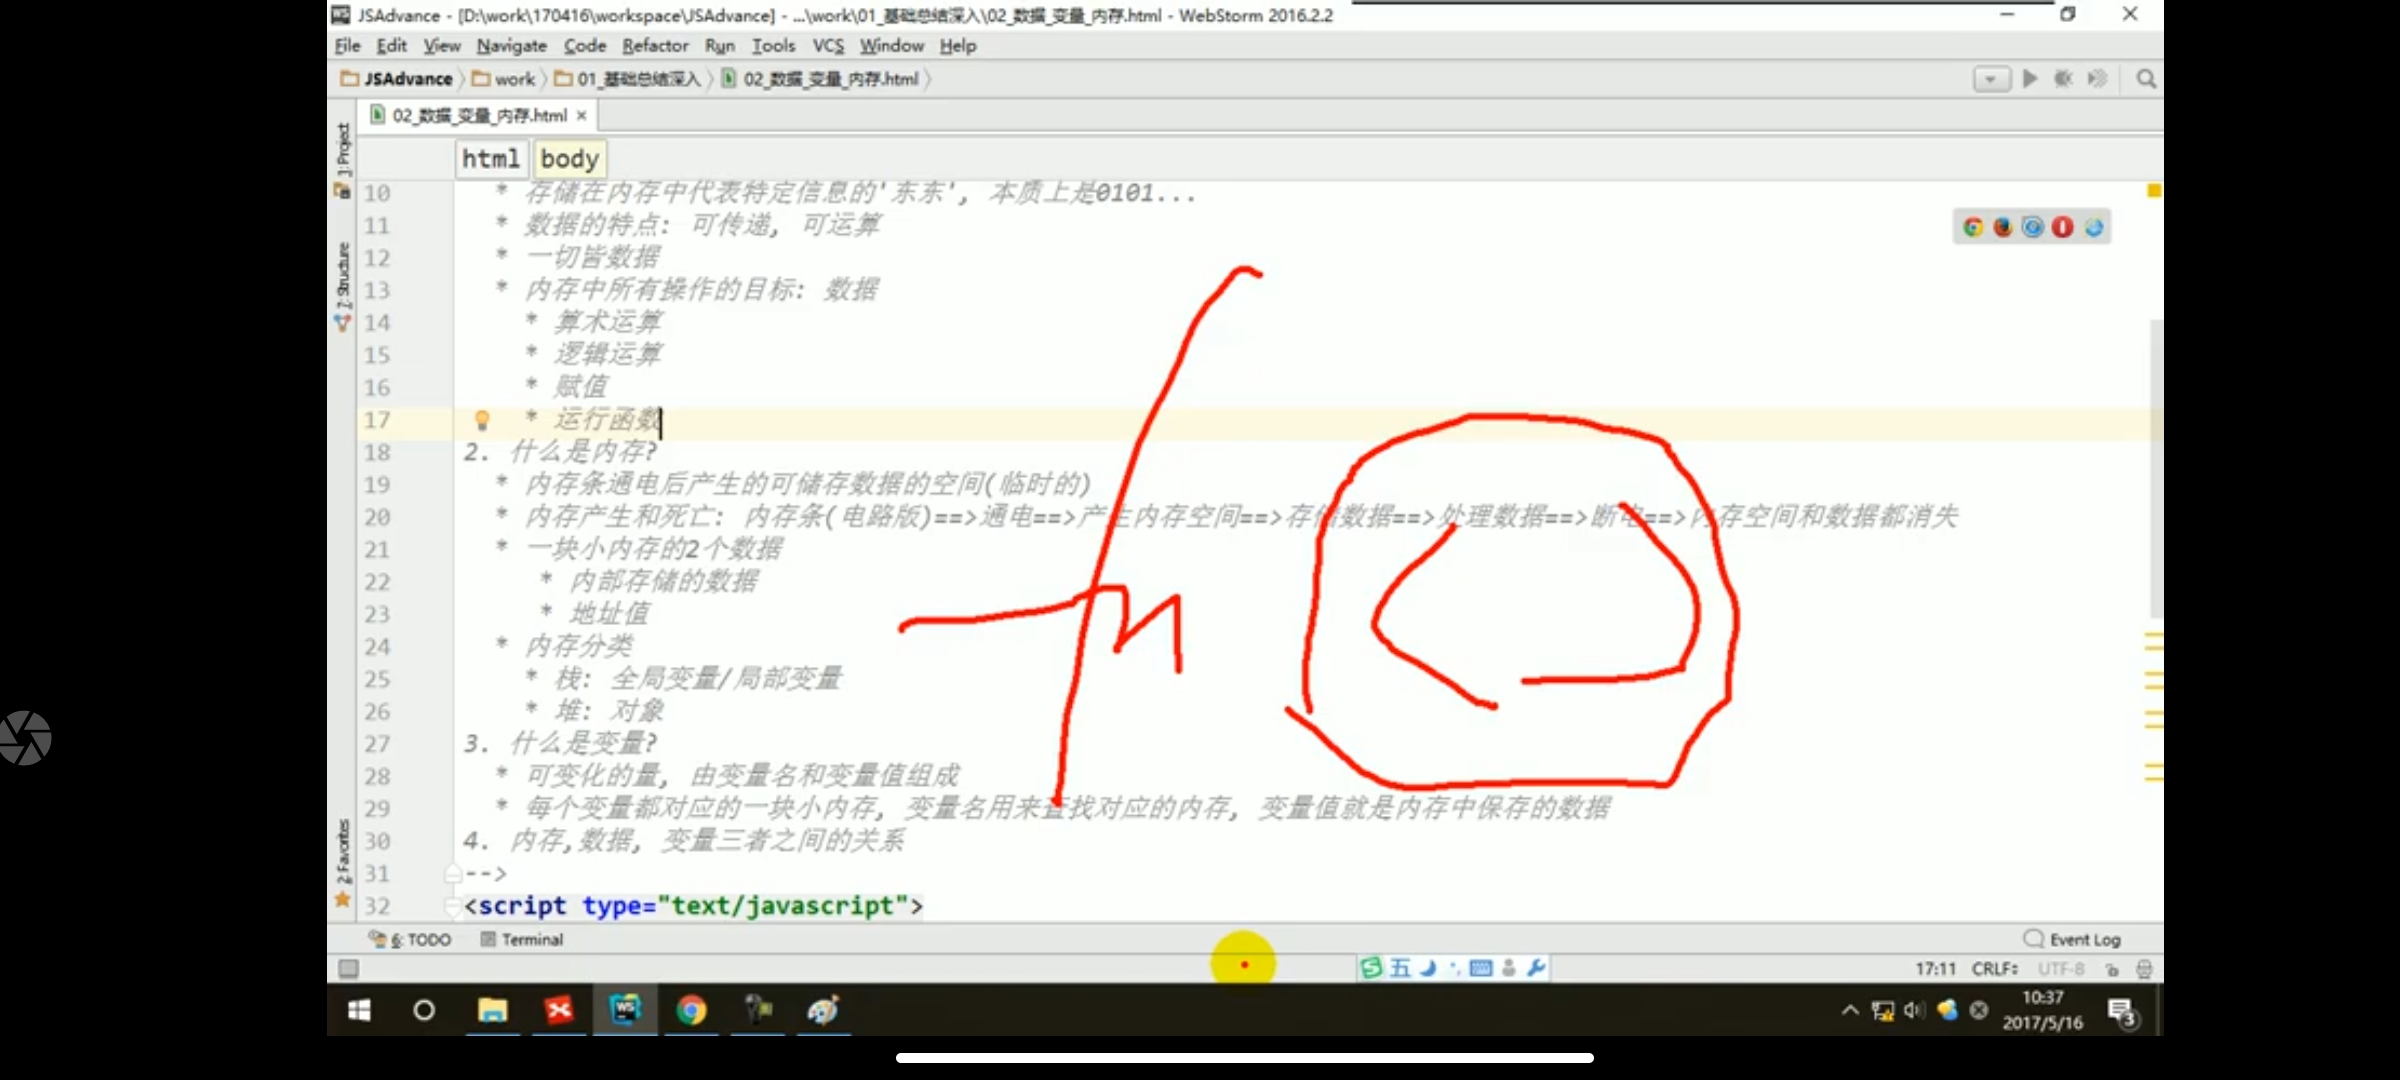 JSAdvance - [D:\work\170416\workspace\JSAdvance] - ...\work\01_基础总结深入\02_数据_变量_内存.html - WebStorm 2016.2.2
File Edit View Navigate Code Refactor Run Tools VCS Window Help
JSAdvance work 01_基础总结深入 02_数据_变量_内存.html
02_数据_变量_内存.html ×
1: Project
7: Structure
2: Favorites
html body
10 * 存储在内存中代表特定信息的'东东', 本质上是0101...
11 * 数据的特点: 可传递, 可运算
12 * 一切皆数据
13 * 内存中所有操作的目标: 数据
14 * 算术运算
15 * 逻辑运算
16 * 赋值
17 * 运行函数
18 2. 什么是内存?
19 * 内存条通电后产生的可储存数据的空间(临时的)
20 * 内存产生和死亡: 内存条(电路版)==>通电==>产生内存空间==>存储数据==>处理数据==>断电==>内存空间和数据都消失
21 * 一块小内存的2个数据
22 * 内部存储的数据
23 * 地址值
24 * 内存分类
25 * 栈: 全局变量/局部变量
26 * 堆: 对象
27 3. 什么是变量?
28 * 可变化的量, 由变量名和变量值组成
29 * 每个变量都对应的一块小内存, 变量名用来查找对应的内存, 变量值就是内存中保存的数据
30 4. 内存,数据, 变量三者之间的关系
31 -->
32 <script type="text/javascript">
6: TODO Terminal Event Log
五
17:11 CRLF÷ UTF-8
WS
10:37
2017/5/16
3